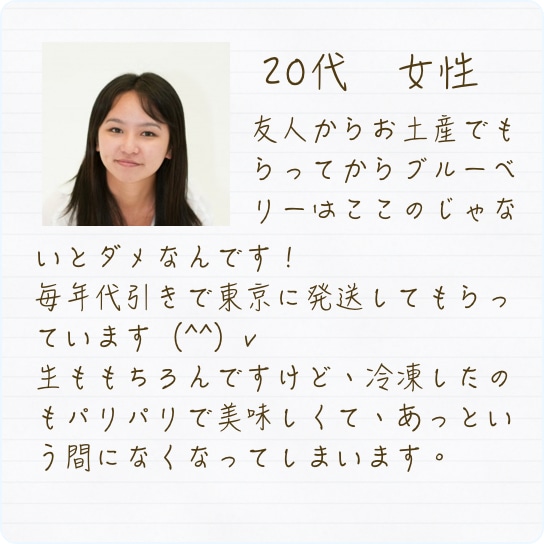 20代　女性
友人からお土産でも
らってからブルーベ
リーはここのじゃな
いとダメなんです！
毎年代引きで東京に発送してもらっ
ています (^^) v
生ももちろんですけど、冷凍したの
もパリパリで美味しくて、あっとい
う間になくなってしまいます。